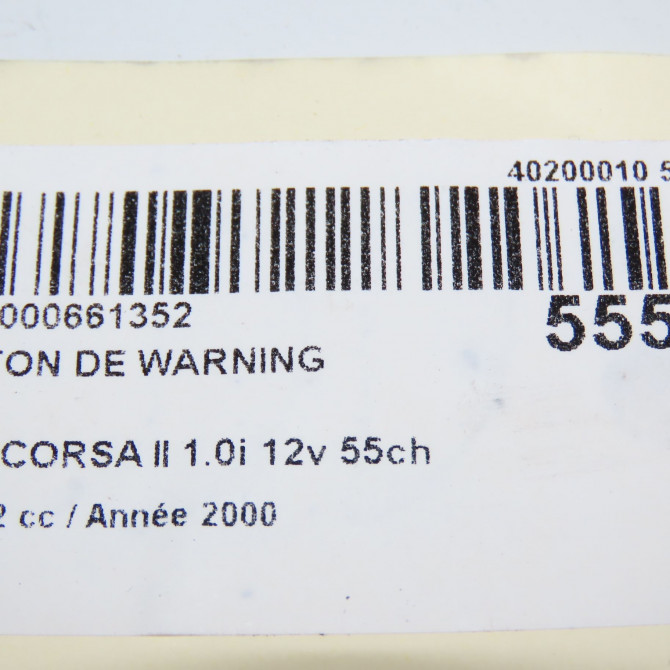 40200010 5
000661352
555
TON DE WARNING
CORSA II 1.0i 12v 55ch
2 cc / Année 2000